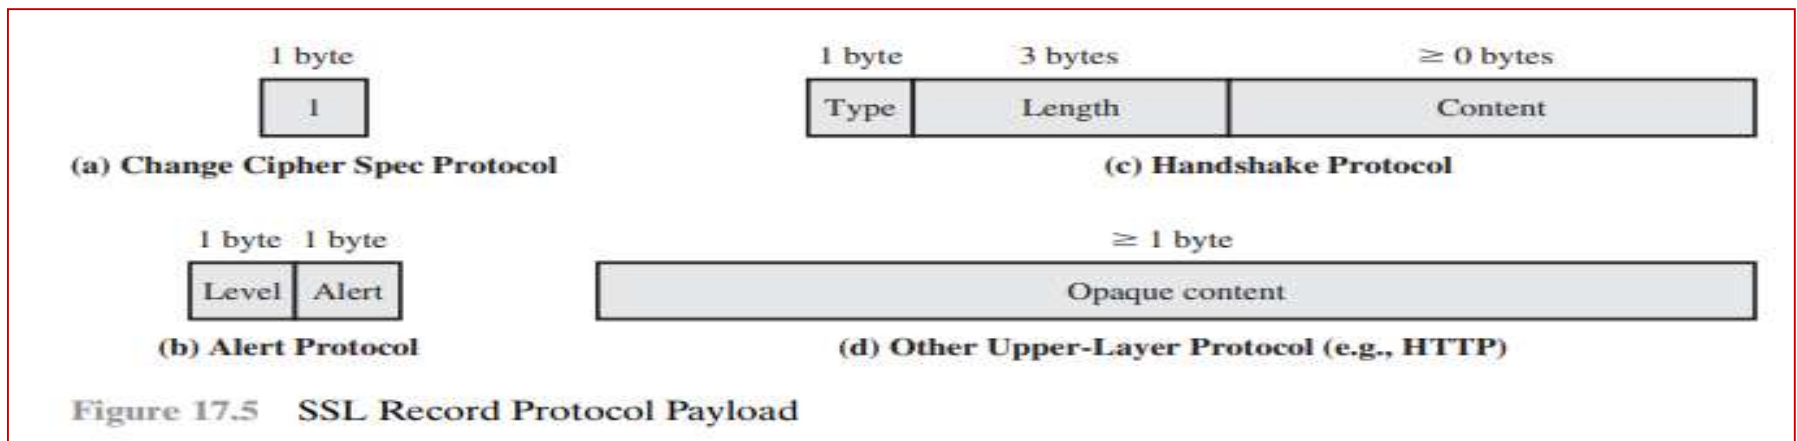 1 byte
1
(a) Change Cipher Spec Protocol
1 byte 3 bytes ≥ 0 bytes
Type Length Content
(c) Handshake Protocol
1 byte 1 byte
Level Alert
(b) Alert Protocol
≥ 1 byte
Opaque content
(d) Other Upper-Layer Protocol (e.g., HTTP)
Figure 17.5 SSL Record Protocol Payload